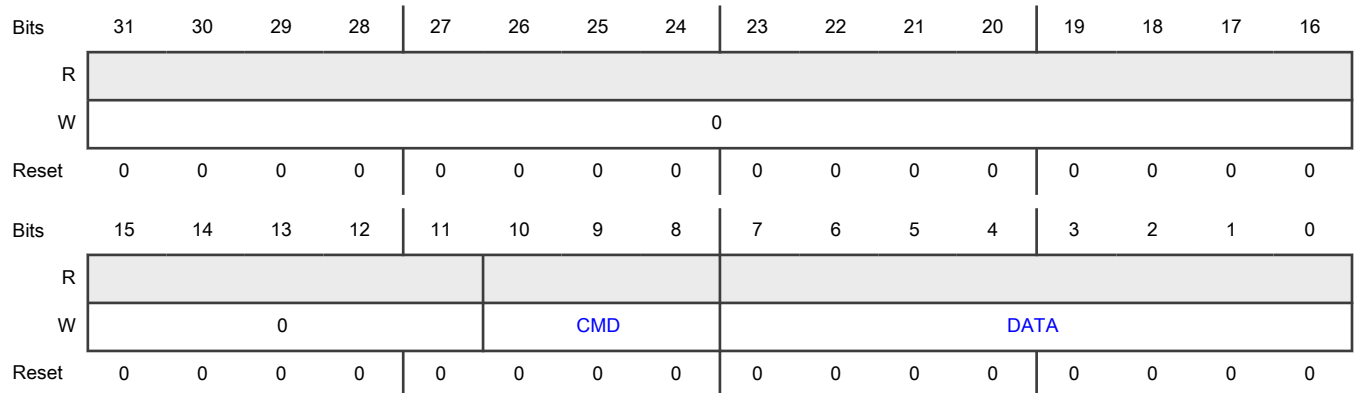 Bits 31 30 29 28 27 26 25 24 23 22 21 20 19 18 17 16
R
W 0
Reset 0 0 0 0 0 0 0 0 0 0 0 0 0 0 0 0
Bits 15 14 13 12 11 10 9 8 7 6 5 4 3 2 1 0
R
W 0 CMD DATA
Reset 0 0 0 0 0 0 0 0 0 0 0 0 0 0 0 0